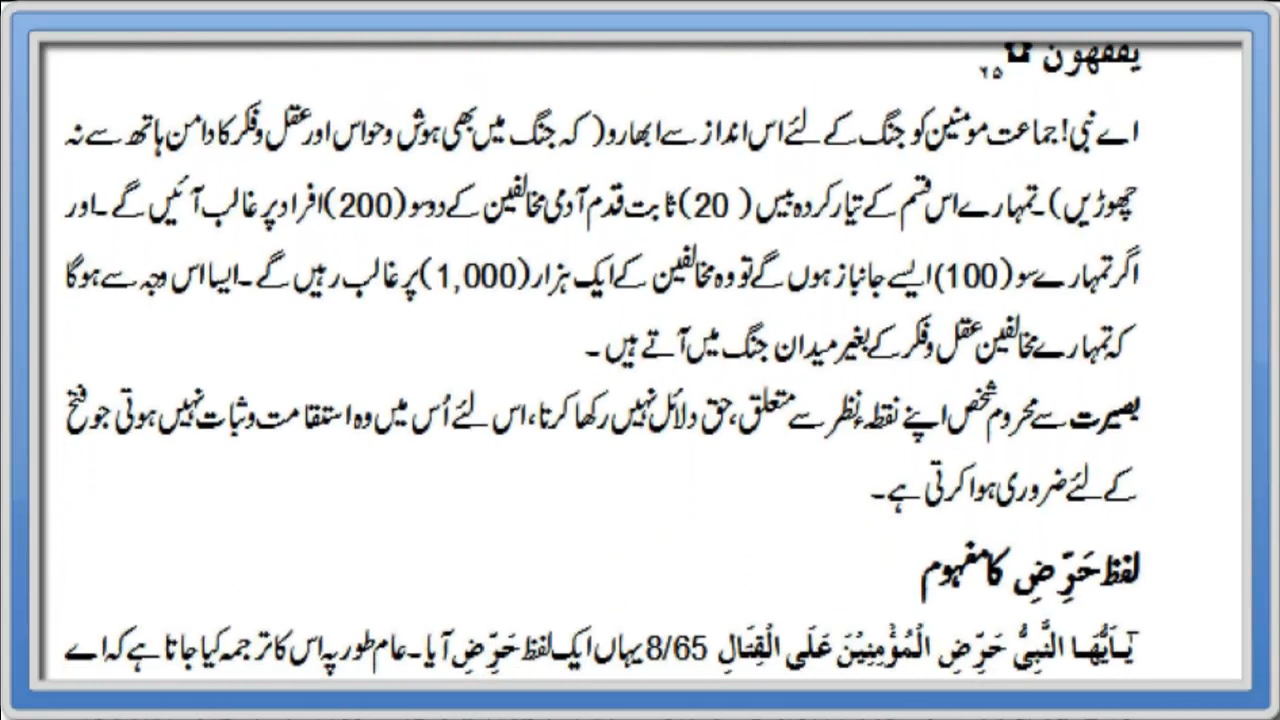 یفقهون ۶۵
اے نبی! جماعت مومنین کو جنگ کے لئے اس انداز سے ابھارو( کہ جنگ میں بھی ہوش وحواس اور عقل وفکر کا دامن ہاتھ سے نہ
چھوڑیں)۔ تمہارے اس قسم کے تیار کردہ بیس ( 20) ثابت قدم آدمی مخالفین کے دوسو (200) افراد پر غالب آئیں گے۔ اور
اگر تمہارے سو (100) ایسے جانباز ہوں گے تو وہ مخالفین کے ایک ہزار (1,000) پر غالب رہیں گے۔ ایسا اس وجہ سے ہوگا
کہ تمہارے مخالفین عقل وفکر کے بغیر میدان جنگ میں آتے ہیں ۔
بصیرت سے محروم شخص اپنے نقطہءنظر سے متعلق، حق دلائل نہیں رکھا کرتا، اس لئے اُس میں وہ استقامت وثبات نہیں ہوتی جو فتح
کے لئے ضروری ہوا کرتی ہے۔
لفظ حَرِّضِ کا مفہوم
یٰۤاَیُّهَا النَّبِیُّ حَرِّضِ الْمُؤْمِنِیْنَ عَلَی الْقِتَالِ 8/65 یہاں ایک لفظ حَرِّضِ آیا۔ عام طور پہ اس کا ترجمہ کیا جاتا ہے کہ اے